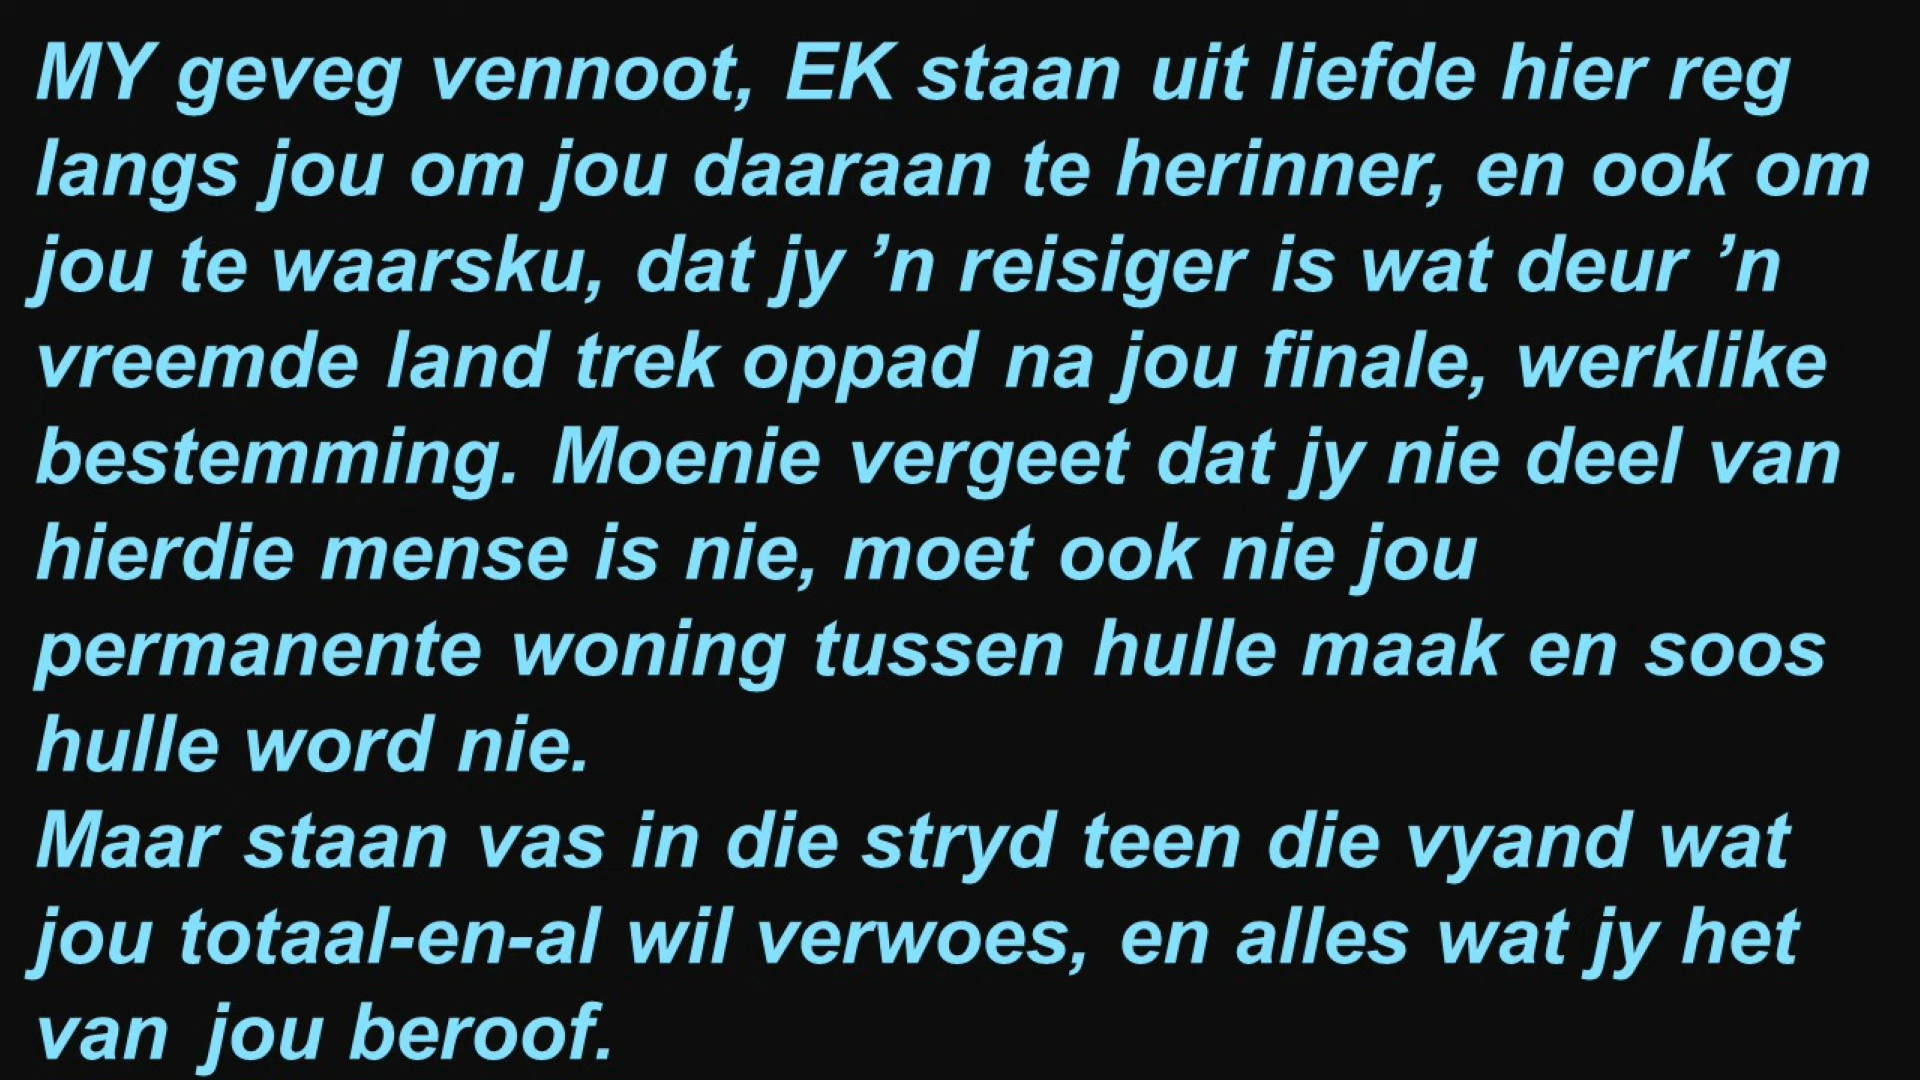 MY geveg vennoot, EK staan uit liefde hier reg
langs jou om jou daaraan te herinner, en ook om
jou te waarsku, dat jy ’n reisiger is wat deur ’n
vreemde land trek oppad na jou finale, werklike
bestemming. Moenie vergeet dat jy nie deel van
hierdie mense is nie, moet ook nie jou
permanente woning tussen hulle maak en soos
hulle word nie.
Maar staan vas in die stryd teen die vyand wat
jou totaal-en-al wil verwoes, en alles wat jy het
van jou beroof.